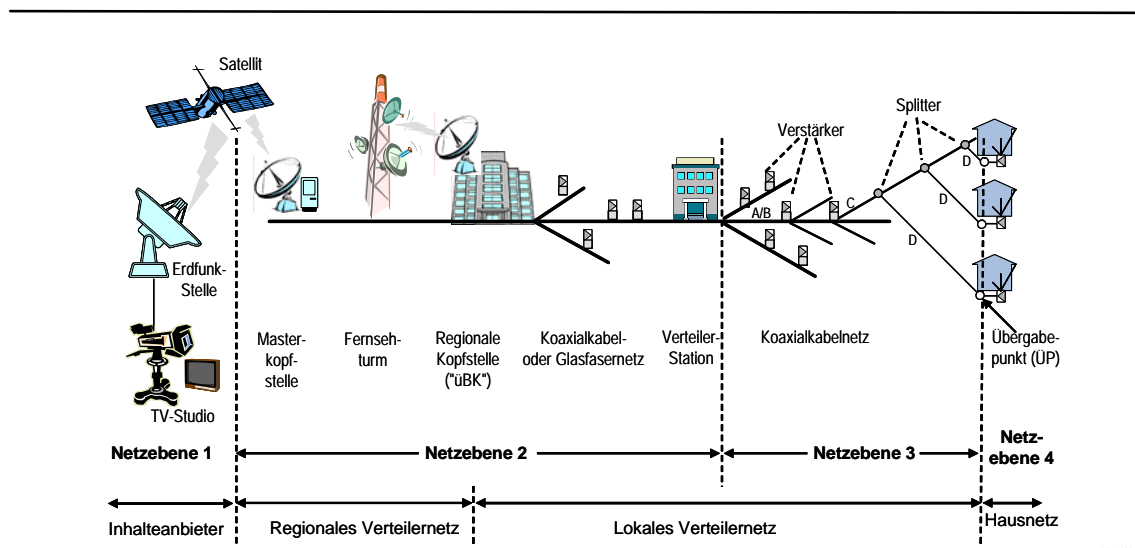 Satellit
Splitter
Verstärker
D
A/B
C
D
D
Erdfunk-
Stelle
Master-
kopf-
stelle
Fernseh-
turm
Regionale
Kopfstelle
("üBK")
Koaxialkabel-
oder Glasfasernetz
Verteiler-
Station
Koaxialkabelnetz
Übergabe-
punkt (ÜP)
TV-Studio
Netzebene 1
Netzebene 2
Netzebene 3
Netz-
ebene 4
Inhalteanbieter
Regionales Verteilernetz
Lokales Verteilernetz
Hausnetz